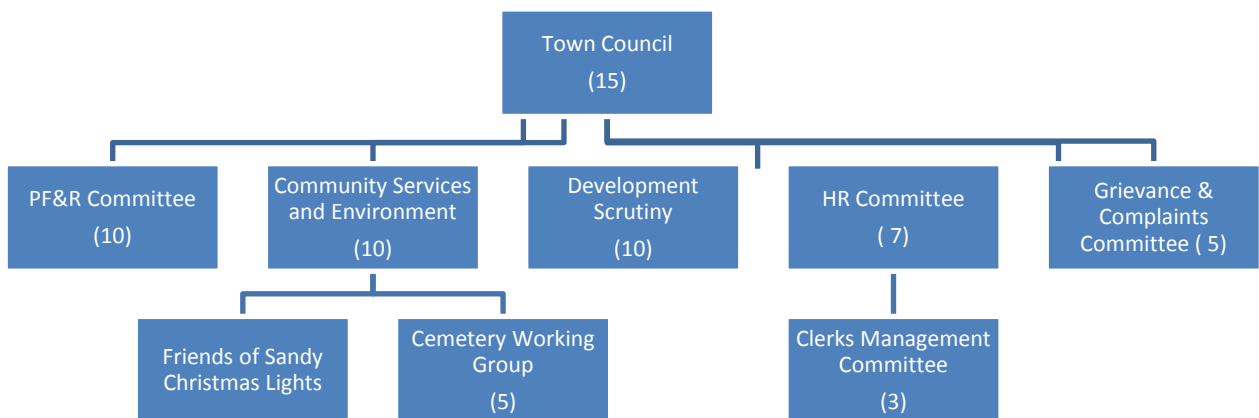 Town Council
(15)
PF&R Committee
(10)
Community Services
and Environment
(10)
Development
Scrutiny
(10)
HR Committee
( 7)
Grievance &
Complaints
Committee ( 5)
Friends of Sandy
Christmas Lights
Cemetery Working
Group
(5)
Clerks Management
Committee
(3)